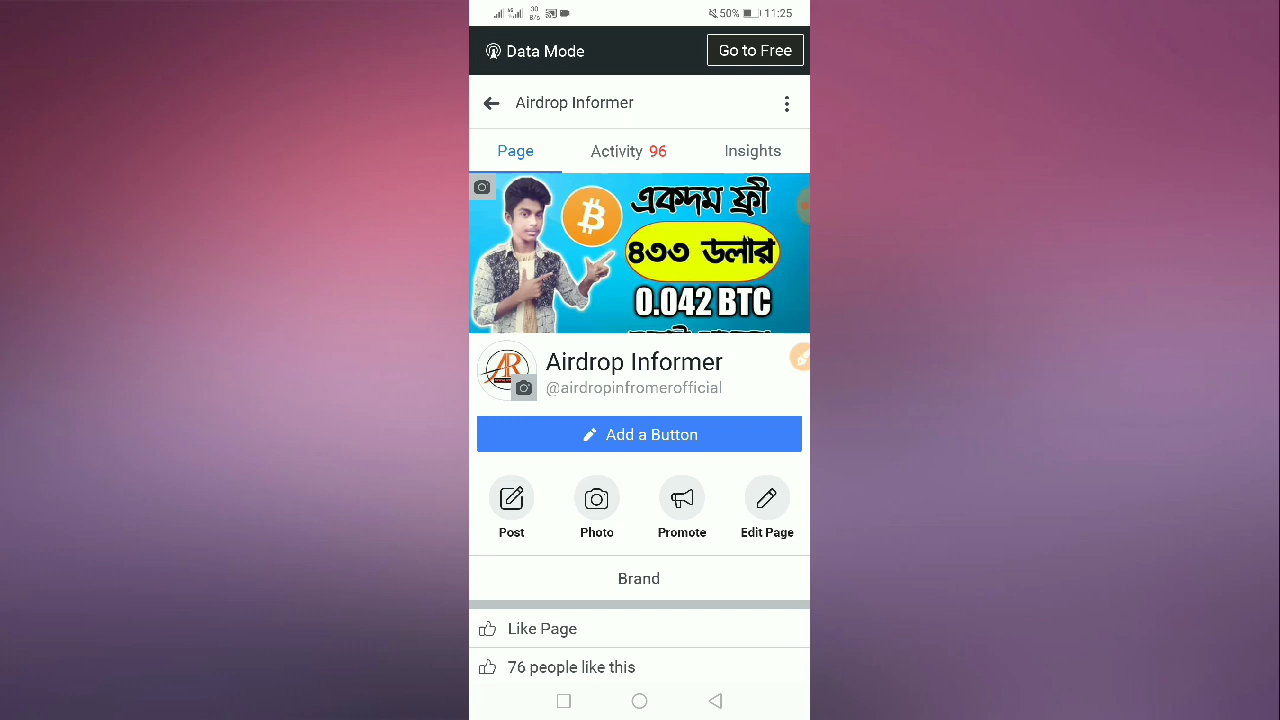 50% 11:25
Data Mode
Go to Free
Airdrop Informer
Page
Activity 96
Insights
একদম ফ্রী
৪৩৩ ডলার
0.042 BTC
Airdrop Informer
@airdropinfromerofficial
Add a Button
Post
Photo
Promote
Edit Page
Brand
Like Page
76 people like this